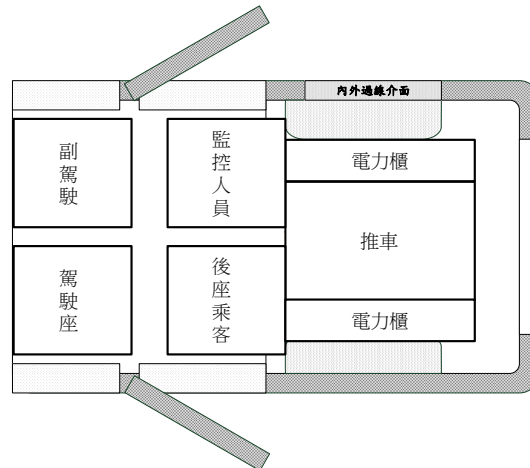 內外過線介面
副駕駛
監控人員
電力櫃
推車
駕駛座
後座乘客
電力櫃